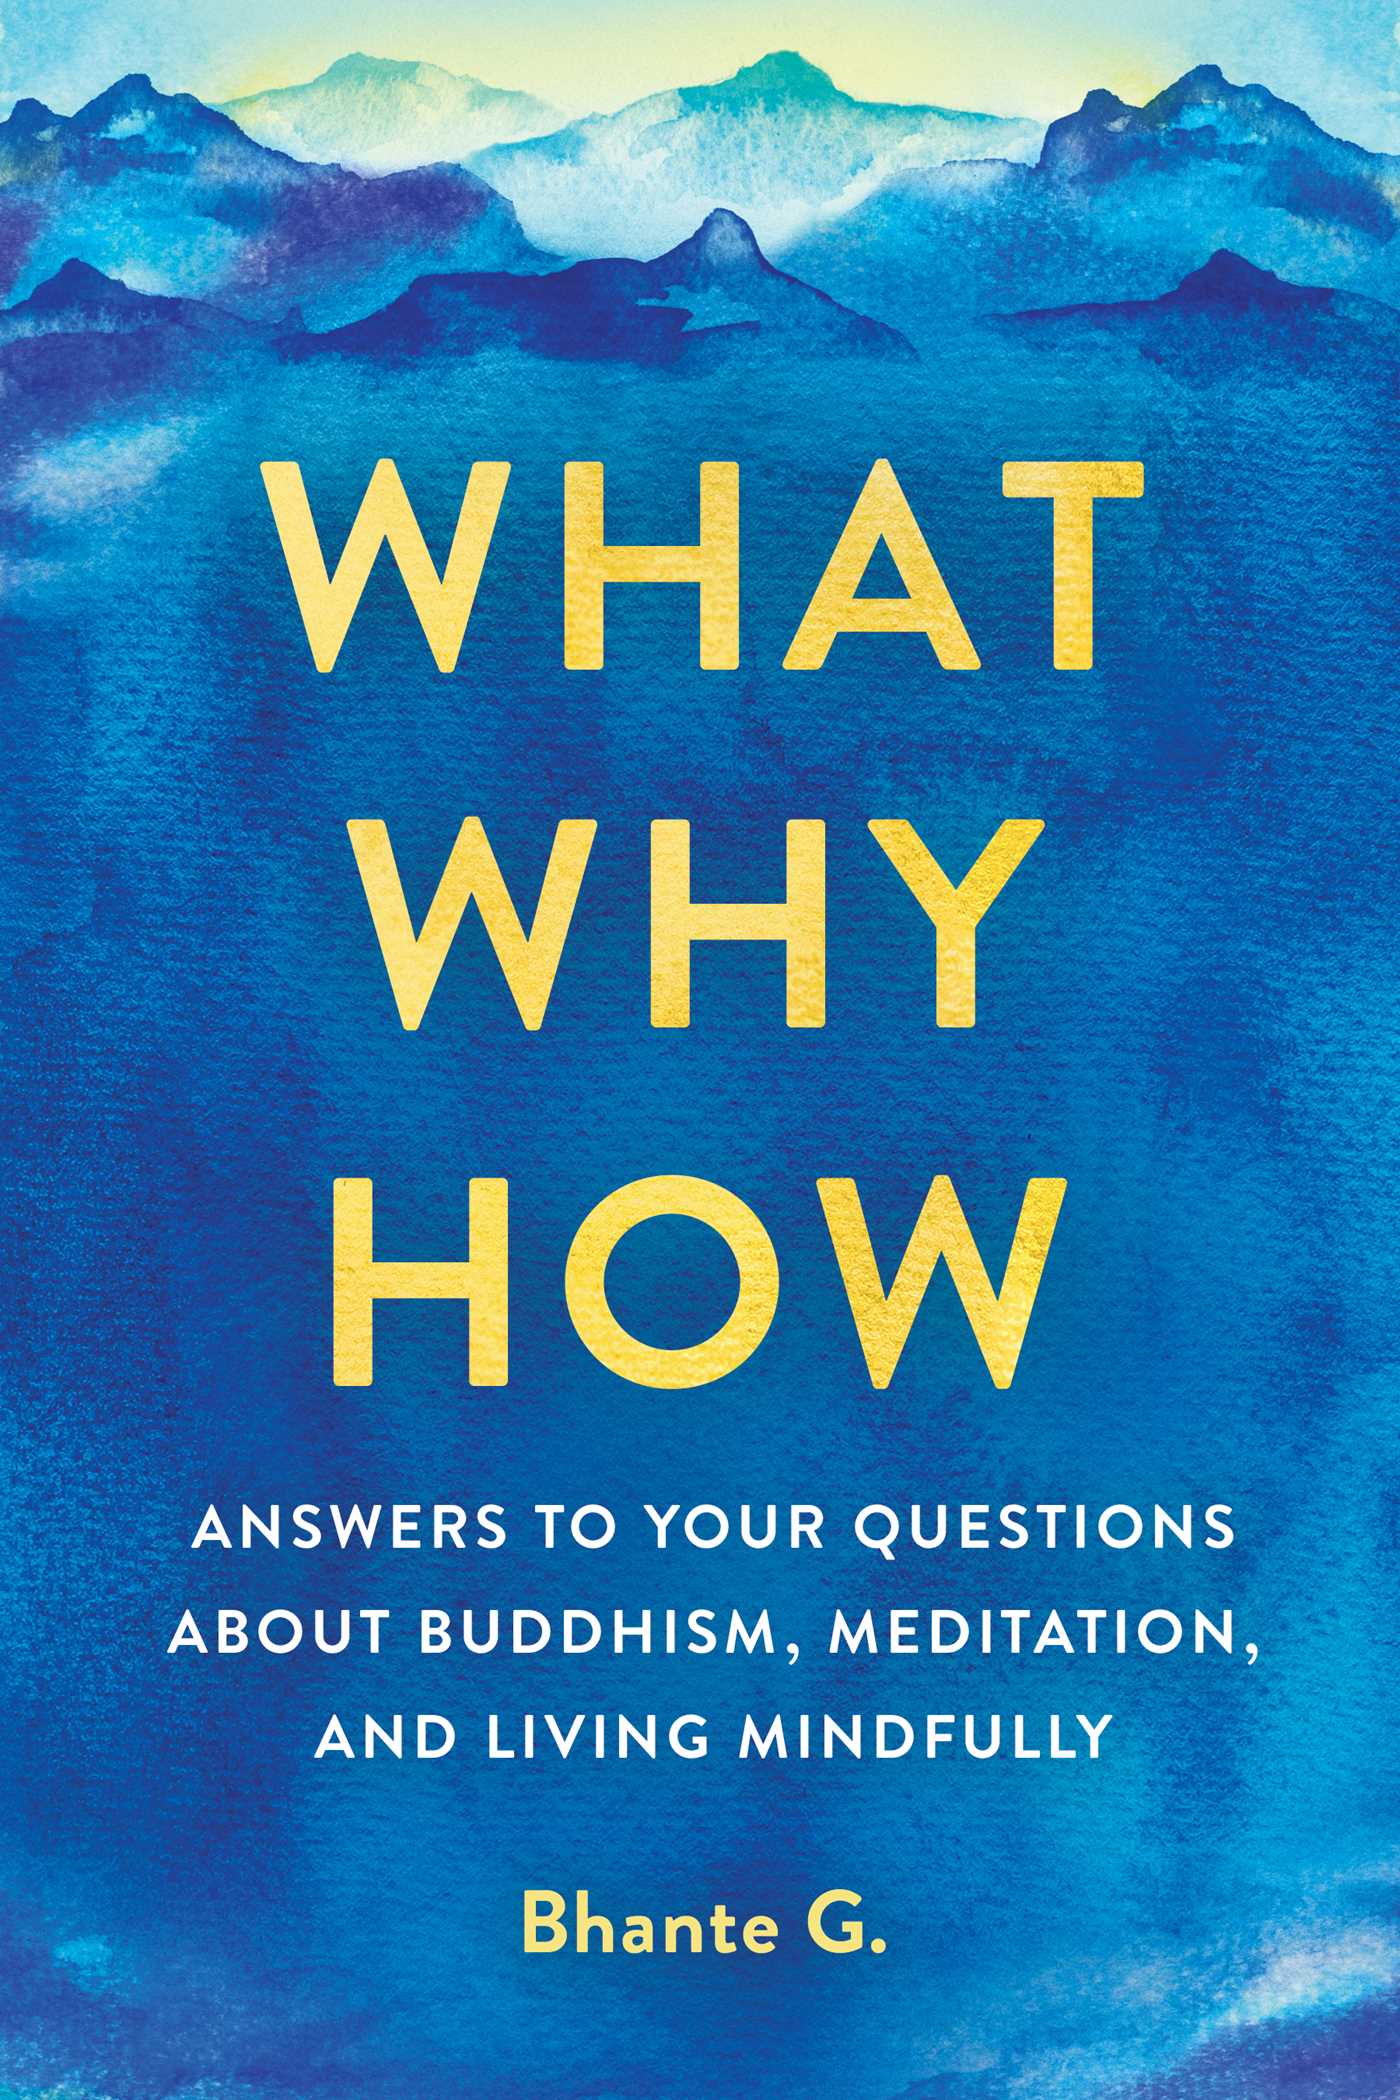 WHAT
WHY
HOW
ANSWERS TO YOUR QUESTIONS
ABOUT BUDDHISM, MEDITATION,
AND LIVING MINDFULLY
Bhante G.